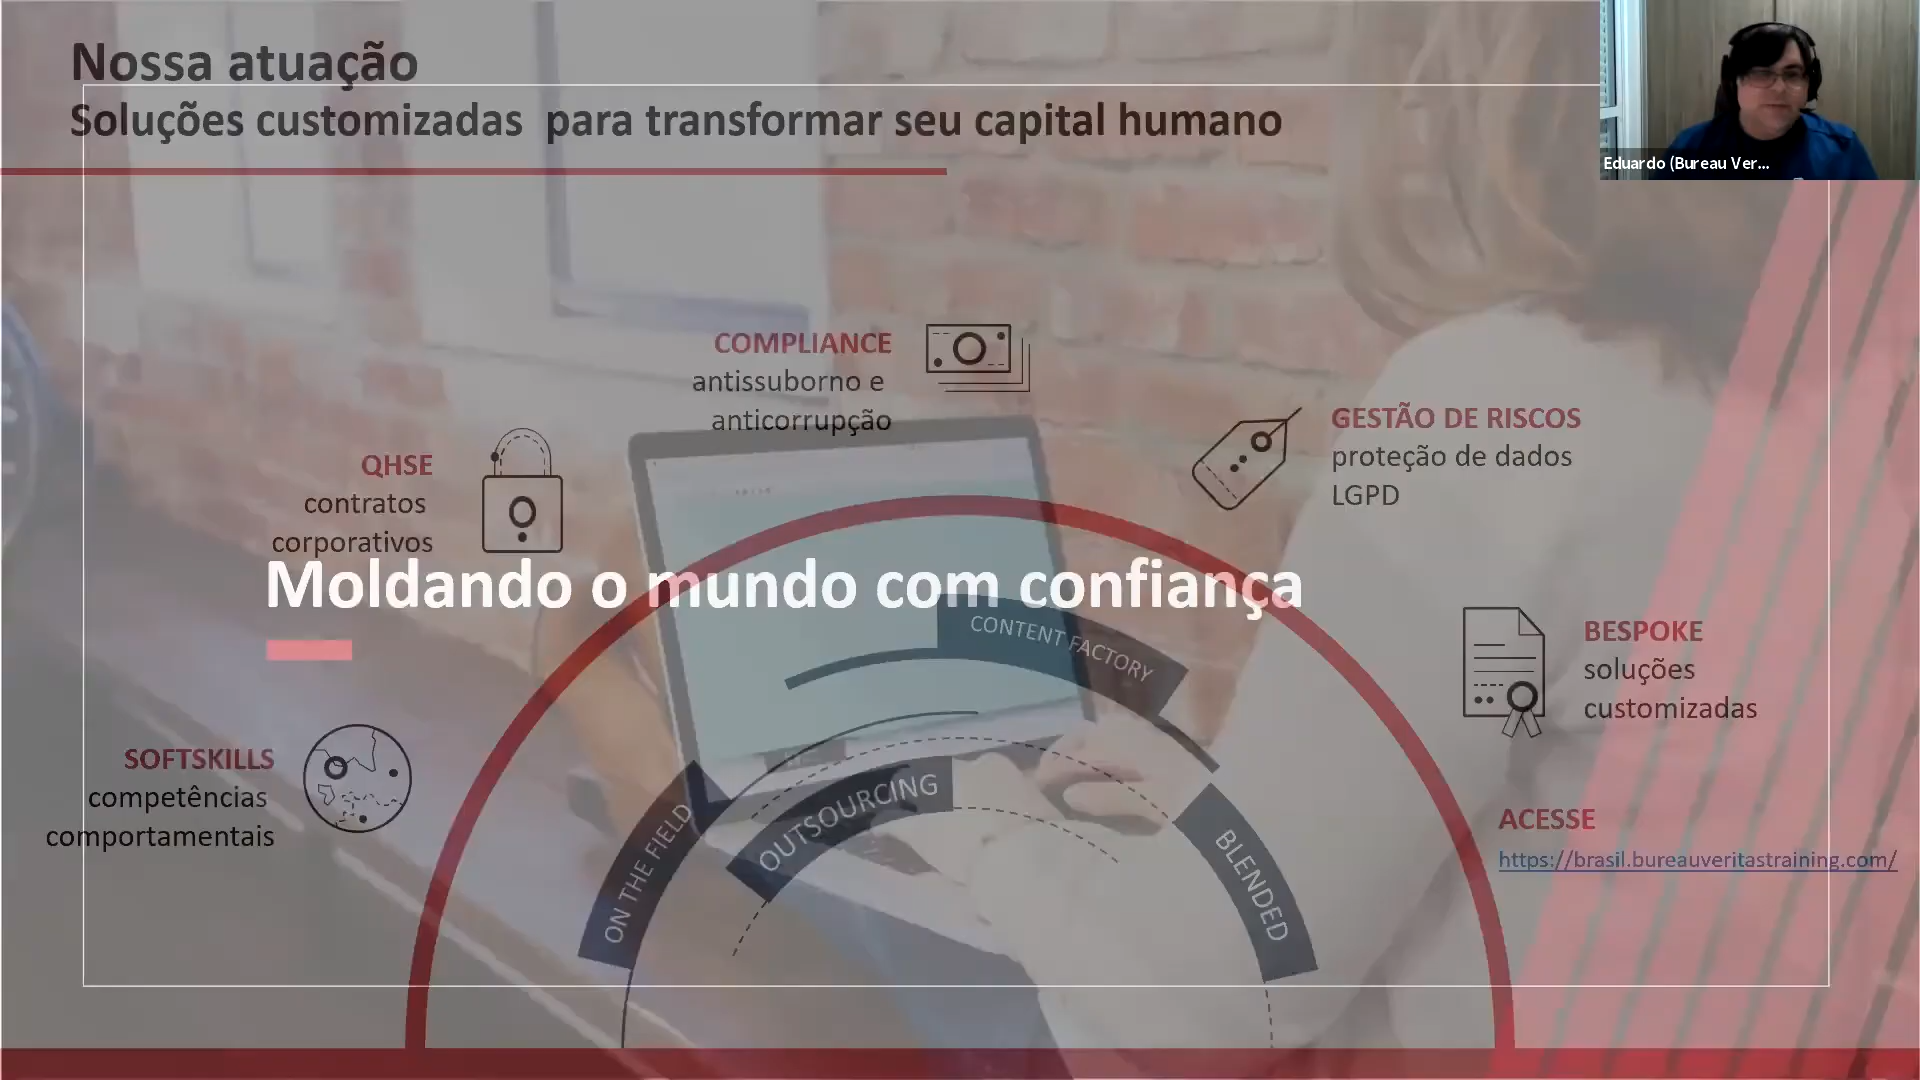 Nossa atuação
Soluções customizadas para transformar seu capital humano
Eduardo (Bureau Ver...
COMPLIANCE
antissuborno e
anticorrupção
GESTÃO DE RISCOS
proteção de dados
LGPD
QHSE
contratos
corporativos
Moldando o mundo com confiança
CONTENT FACTORY
BESPOKE
soluções
customizadas
SOFTSKILLS
competências
comportamentais
ON THE FIELD
OUTSOURCING
BLENDED
ACESSE
https://brasil.bureauveritastraining.com/